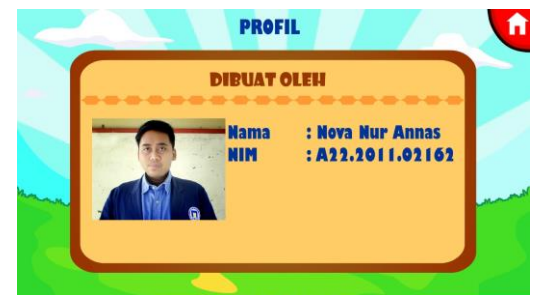 PROFIL
DIBUAT OLEH
Nama : Nova Nur Annas
NIM : A22.2011.02162